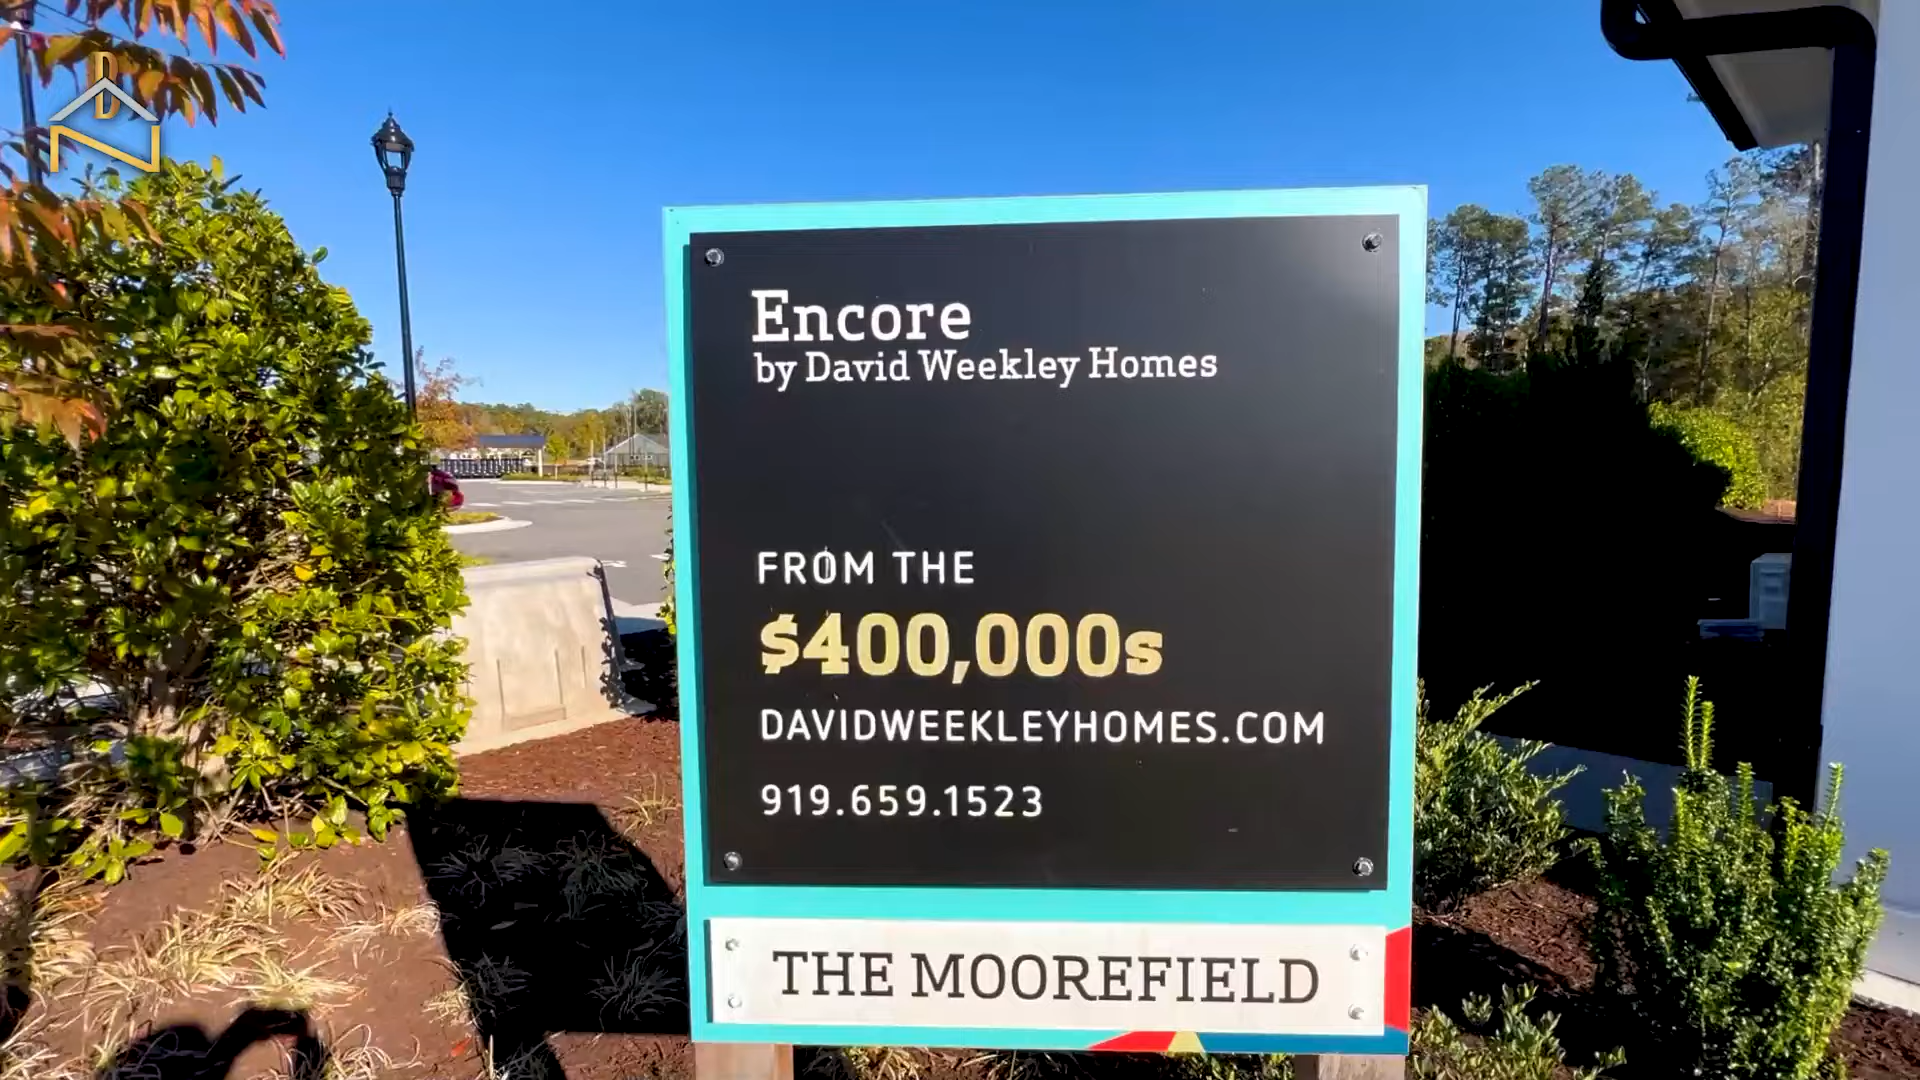 Encore
by David Weekley Homes
FROM THE
$400,000s
DAVIDWEEKLEYHOMES.COM
919.659.1523
THE MOOREFIELD